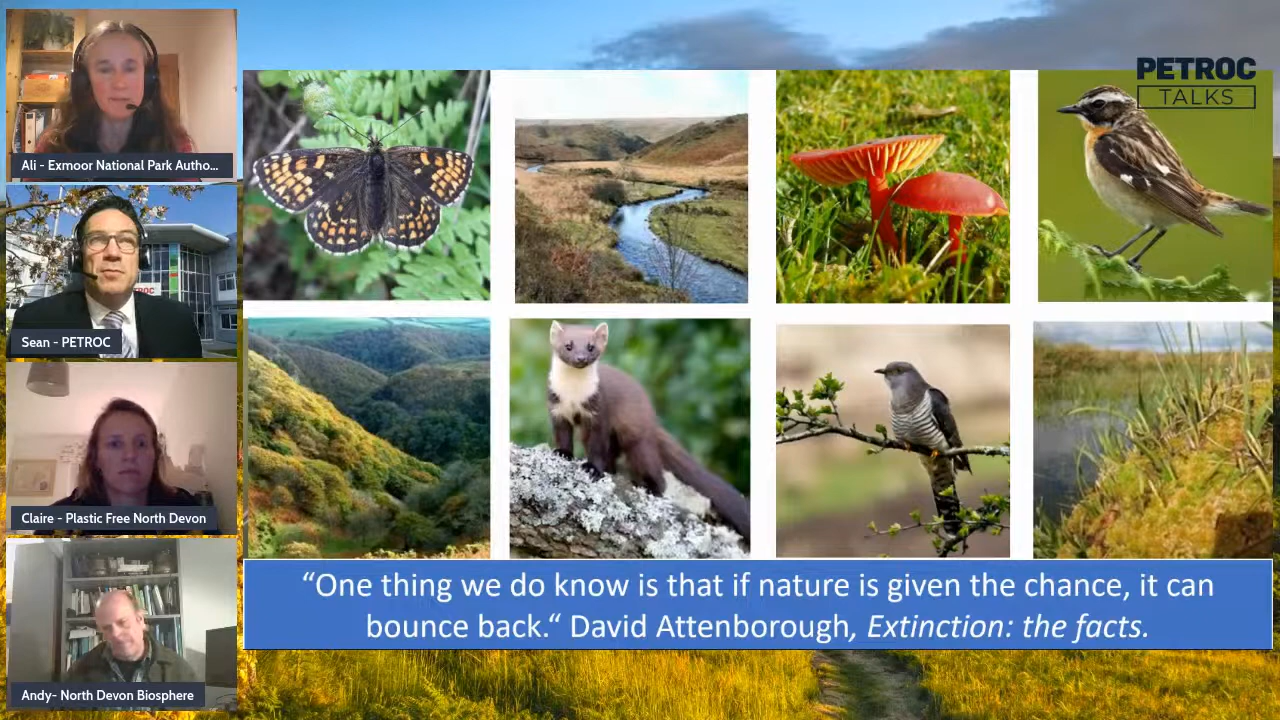 PETROC
TALKS
Ali - Exmoor National Park Autho...
Sean - PETROC
Claire - Plastic Free North Devon
Andy- North Devon Biosphere
“One thing we do know is that if nature is given the chance, it can
bounce back.“ David Attenborough, Extinction: the facts.